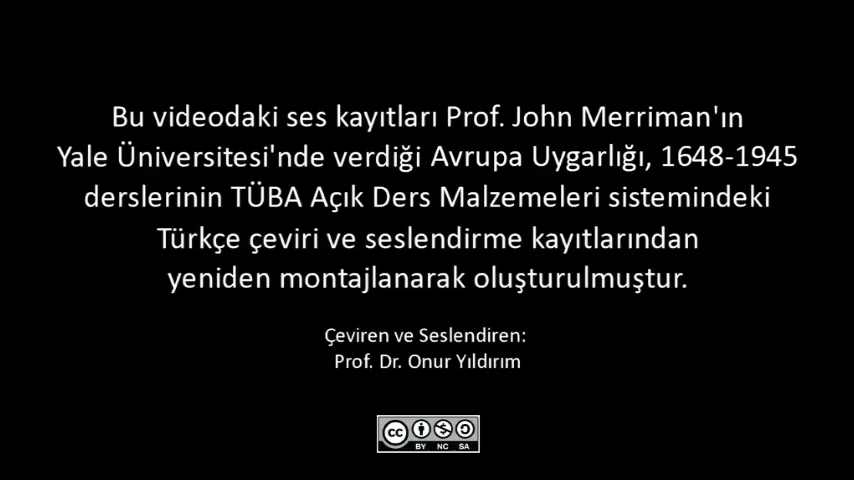 Bu videodaki ses kayıtları Prof. John Merriman'ın
Yale Üniversitesi'nde verdiği Avrupa Uygarlığı, 1648-1945
derslerinin TÜBA Açık Ders Malzemeleri sistemindeki
Türkçe çeviri ve seslendirme kayıtlarından
yeniden montajlanarak oluşturulmuştur.
Çeviren ve Seslendiren:
Prof. Dr. Onur Yıldırım
cc
BY NC SA